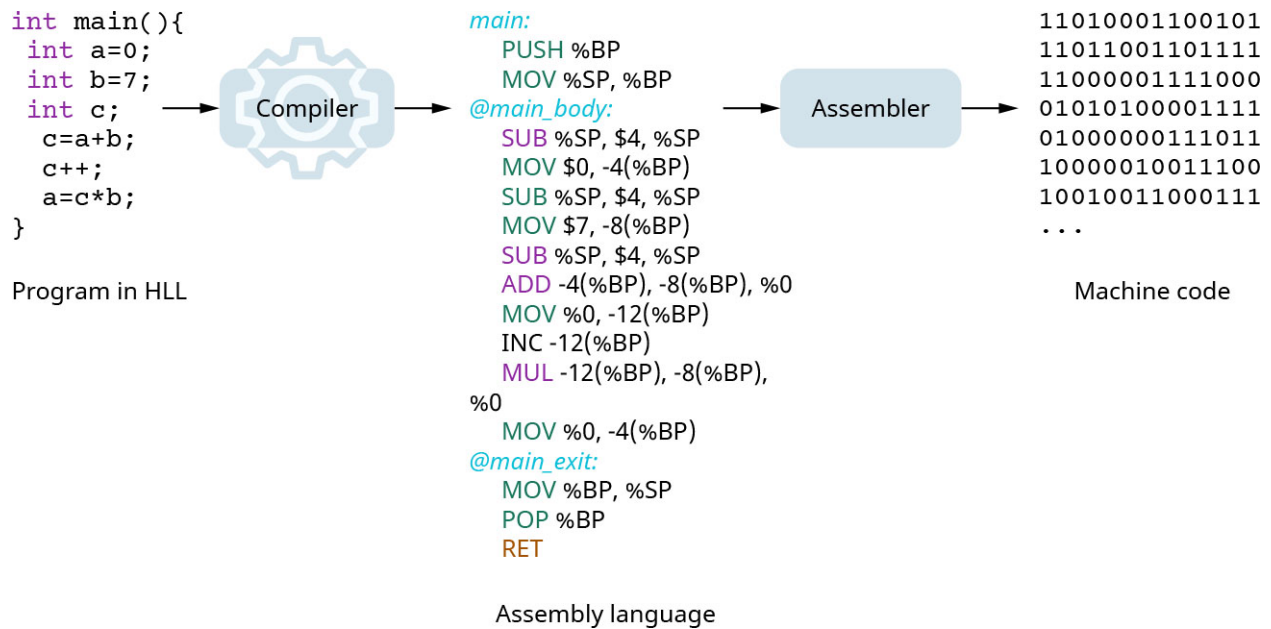 int main(){
int a=0;
int b=7;
int c;
c=a+b;
c++;
a=c*b;
}
Program in HLL
Compiler
main:
PUSH %BP
MOV %SP, %BP
@main_body:
SUB %SP, $4, %SP
MOV $0, -4(%BP)
SUB %SP, $4, %SP
MOV $7, -8(%BP)
SUB %SP, $4, %SP
ADD -4(%BP), -8(%BP), %0
MOV %0, -12(%BP)
INC -12(%BP)
MUL -12(%BP), -8(%BP),
%0
MOV %0, -4(%BP)
@main_exit:
MOV %BP, %SP
POP %BP
RET
Assembly language
Assembler
11010001100101
11011001101111
11000001111000
01010100001111
01000000111011
10000010011100
10010011000111
...
Machine code